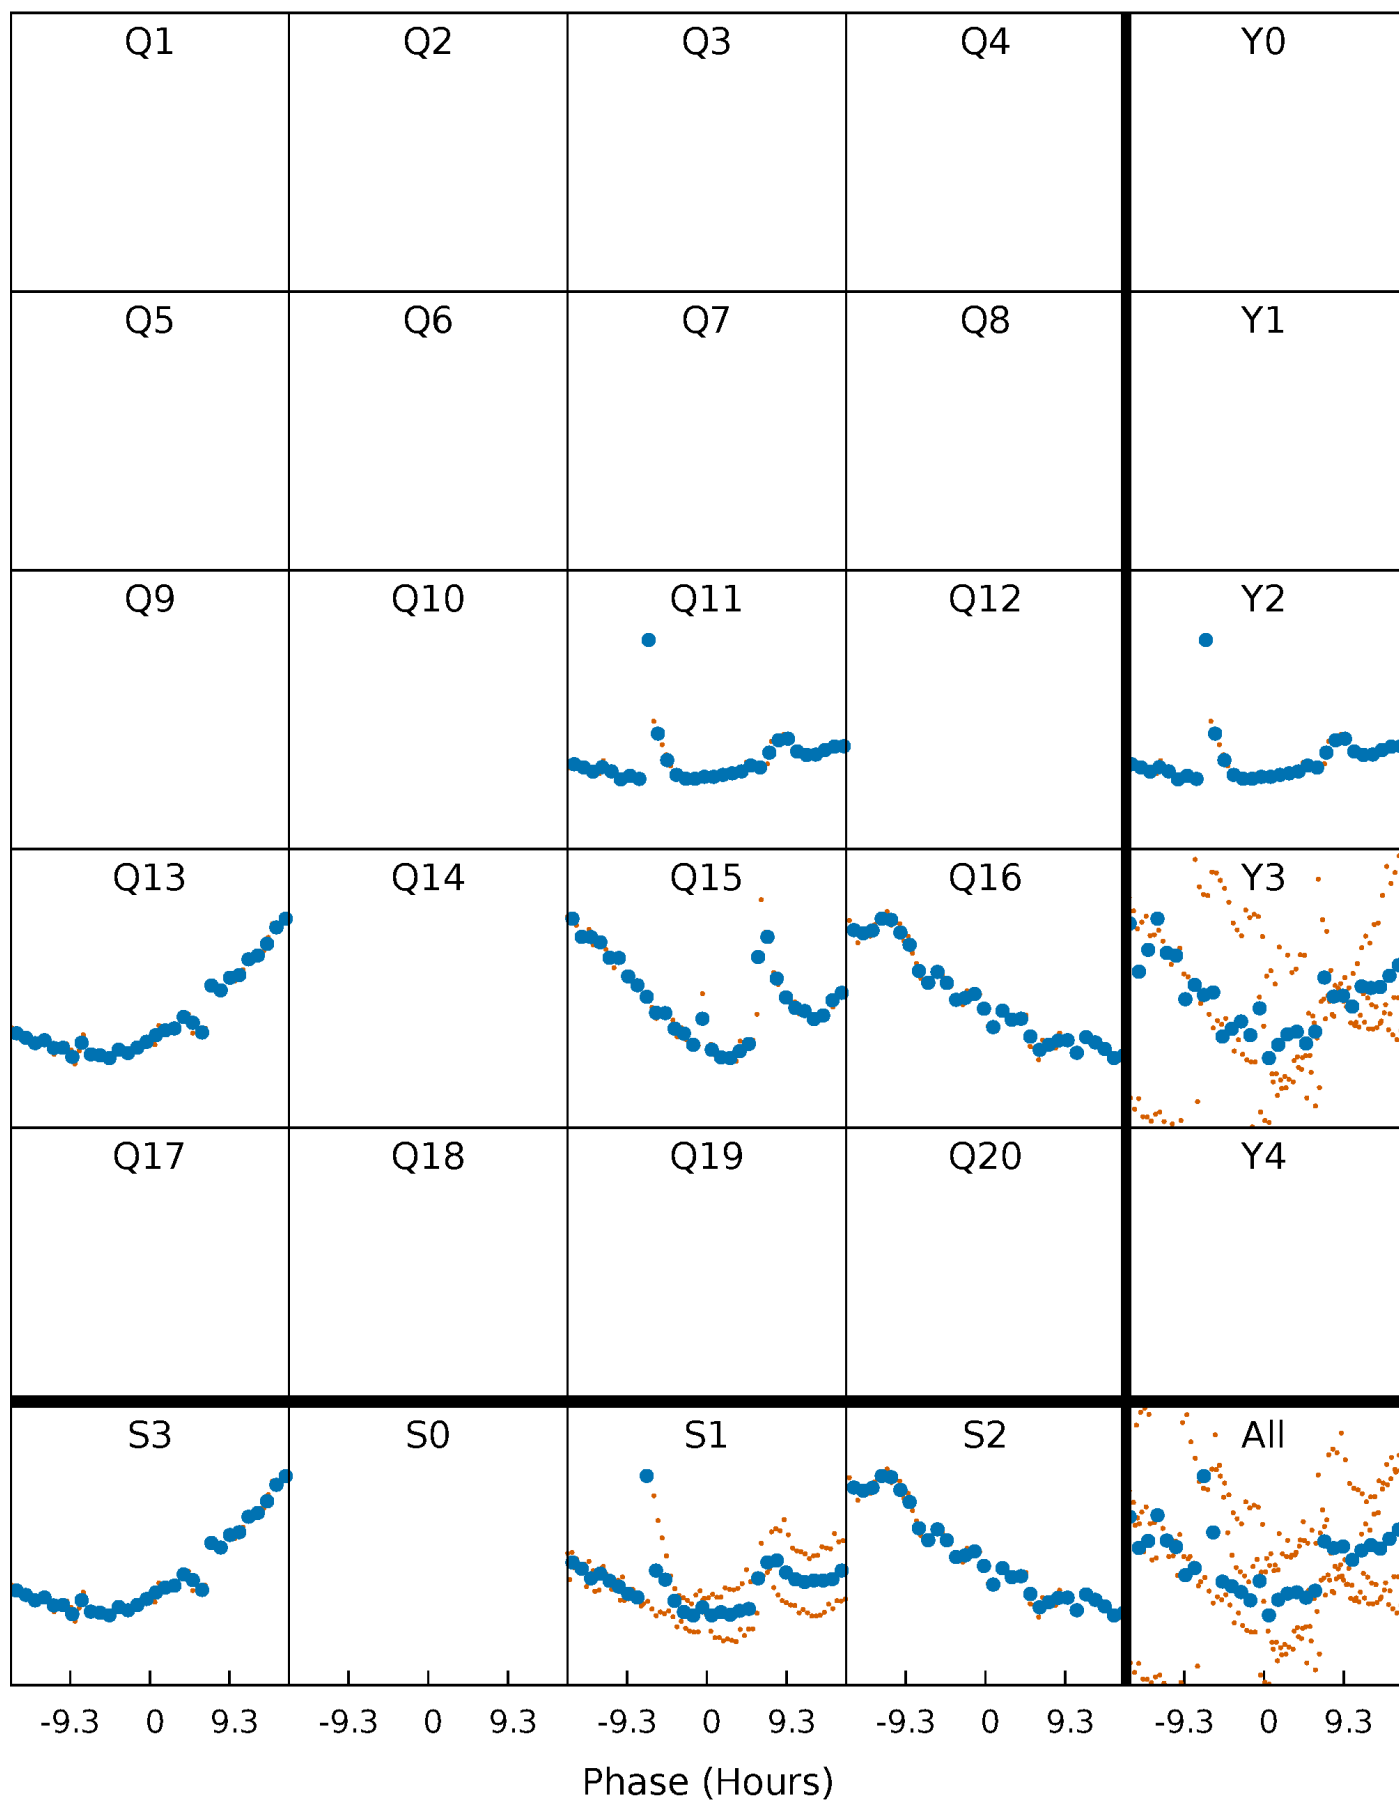 Q1 Q2 Q3 Q4 Y0
Q5 Q6 Q7 Q8 Y1
Q9 Q10 Q11 Q12 Y2
Q13 Q14 Q15 Q16 Y3
Q17 Q18 Q19 Q20 Y4
S3 S0 S1 S2 All
-9.3 0 9.3 -9.3 0 9.3 -9.3 0 9.3 -9.3 0 9.3 -9.3 0 9.3
Phase (Hours)